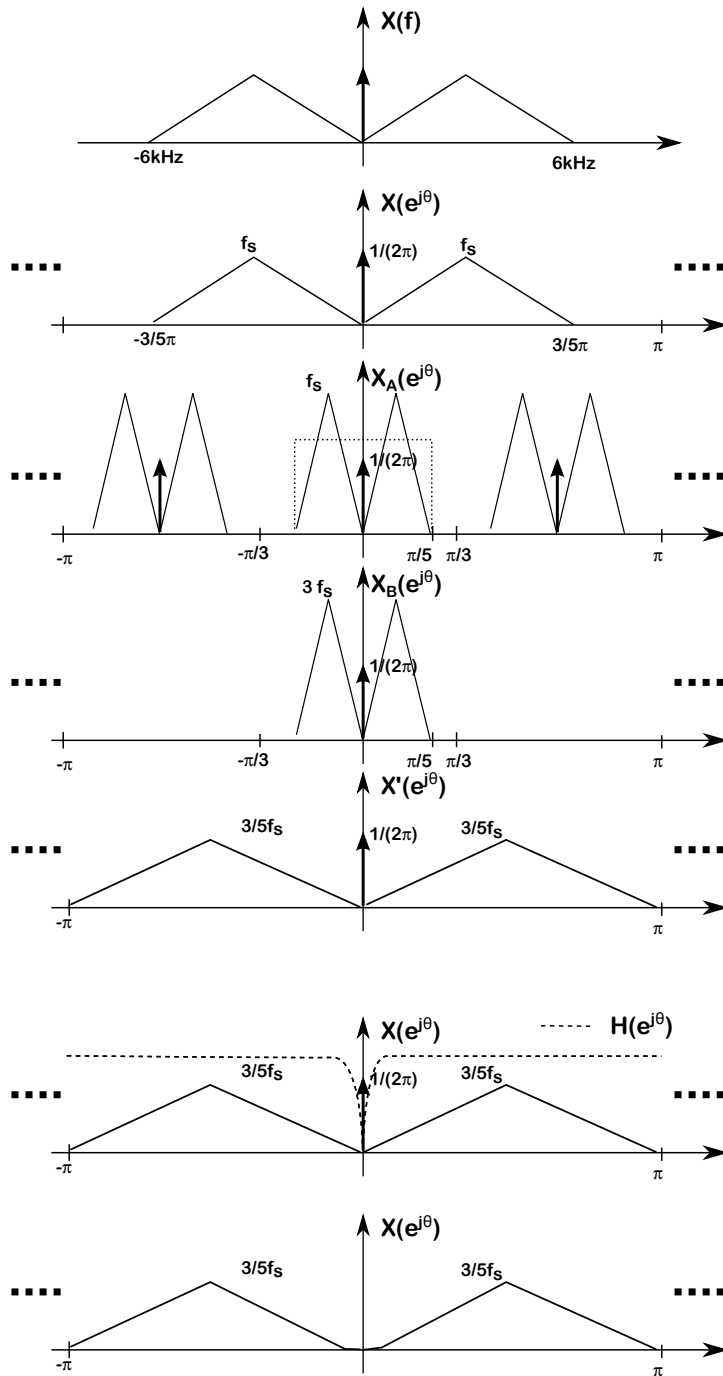 X(f)
-6kHz 6kHz
X(e^jθ)
f_s 1/(2π) f_s
-3/5π 3/5π π
X_A(e^jθ)
f_s
1/(2π)
-π -π/3 π/5 π/3 π
X_B(e^jθ)
3 f_s
1/(2π)
-π -π/3 π/5 π/3 π
X'(e^jθ)
3/5f_s 1/(2π) 3/5f_s
-π π
X(e^jθ) H(e^jθ)
3/5f_s 1/(2π) 3/5f_s
-π π
X(e^jθ)
3/5f_s 3/5f_s
-π π